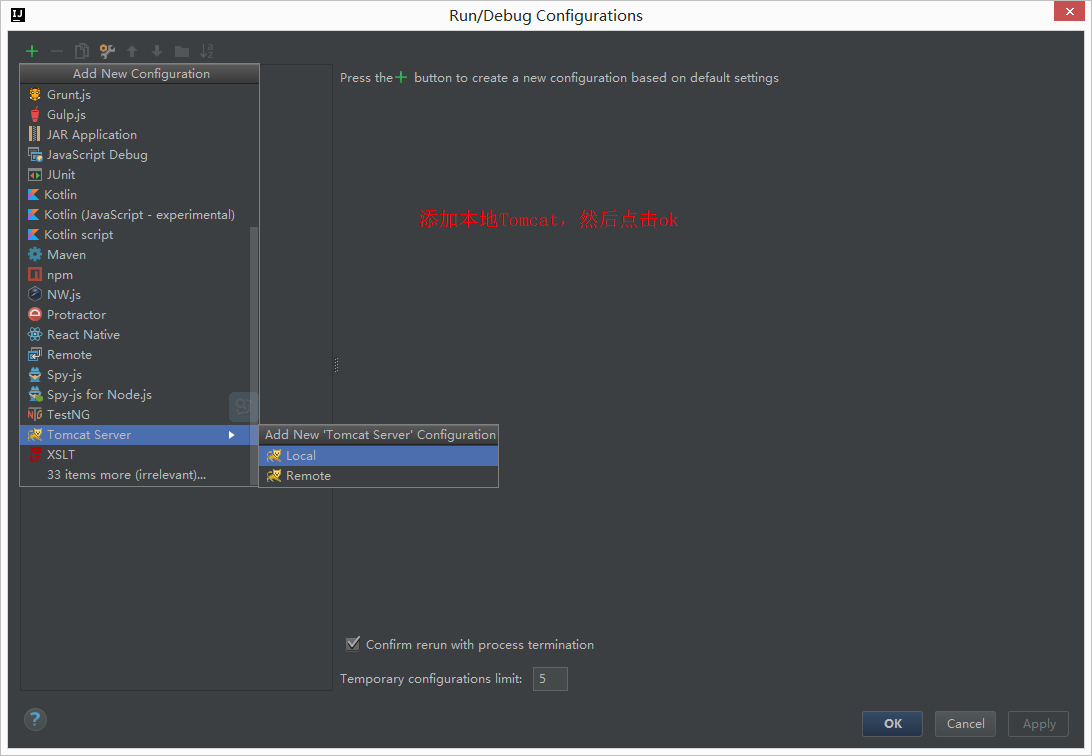 Run/Debug Configurations
Add New Configuration
Press the + button to create a new configuration based on default settings
Grunt.js
Gulp.js
JAR Application
JavaScript Debug
JUnit
Kotlin
Kotlin (JavaScript - experimental)
添加本地Tomcat，然后点击ok
Kotlin script
Maven
npm
NW.js
Protractor
React Native
Remote
Spy-js
Spy-js for Node.js
TestNG
Tomcat Server
Add New 'Tomcat Server' Configuration
XSLT
Local
33 items more (irrelevant)...
Remote
Confirm rerun with process termination
Temporary configurations limit: 5
?
OK Cancel Apply